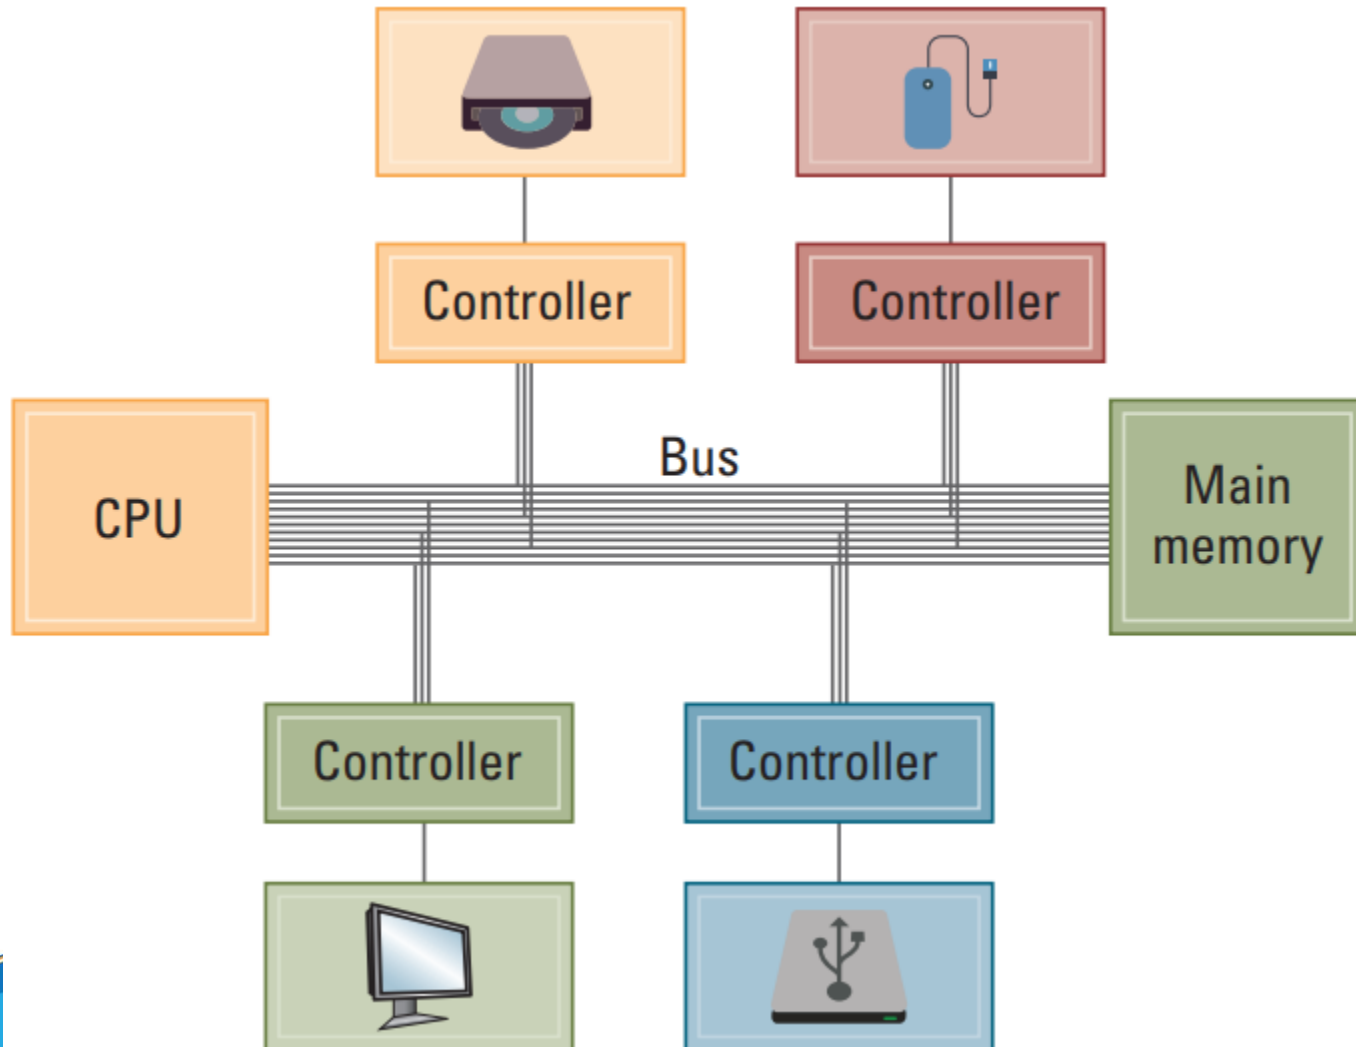 Controller
Controller
Bus
CPU
Main
memory
Controller
Controller